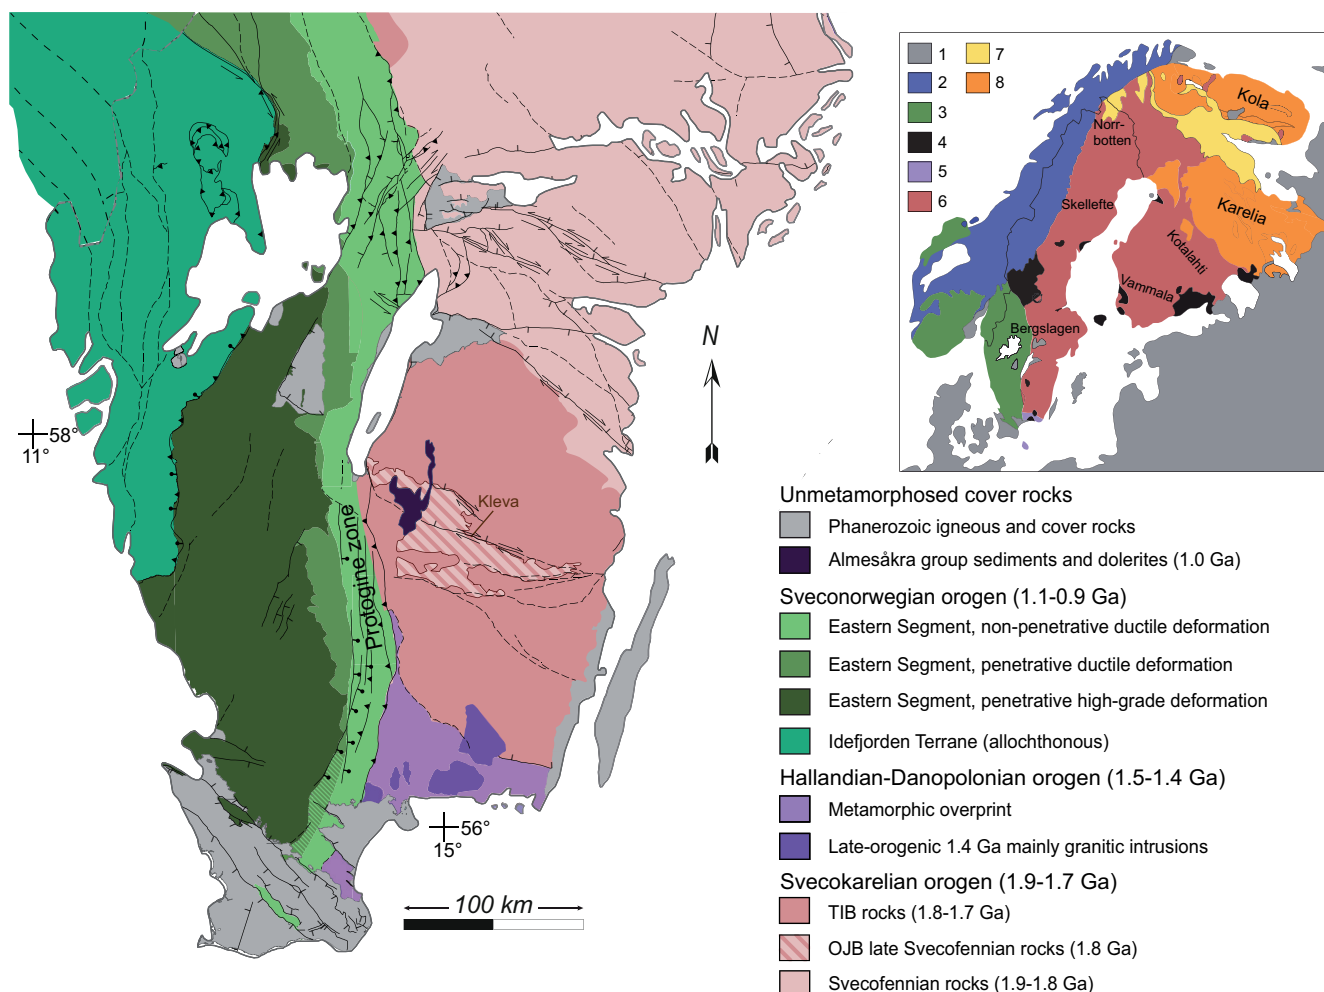 1
2
3
4
5
6
7
8
Kola
Norr-
botten
Skellefte
Karelia
Kotalahti
Vammala
Bergslagen
N
58°
11°
Kleva
Protogine zone
56°
15°
100 km
Unmetamorphosed cover rocks
Phanerozoic igneous and cover rocks
Almesåkra group sediments and dolerites (1.0 Ga)
Sveconorwegian orogen (1.1-0.9 Ga)
Eastern Segment, non-penetrative ductile deformation
Eastern Segment, penetrative ductile deformation
Eastern Segment, penetrative high-grade deformation
Idefjorden Terrane (allochthonous)
Hallandian-Danopolonian orogen (1.5-1.4 Ga)
Metamorphic overprint
Late-orogenic 1.4 Ga mainly granitic intrusions
Svecokarelian orogen (1.9-1.7 Ga)
TIB rocks (1.8-1.7 Ga)
OJB late Svecofennian rocks (1.8 Ga)
Svecofennian rocks (1.9-1.8 Ga)